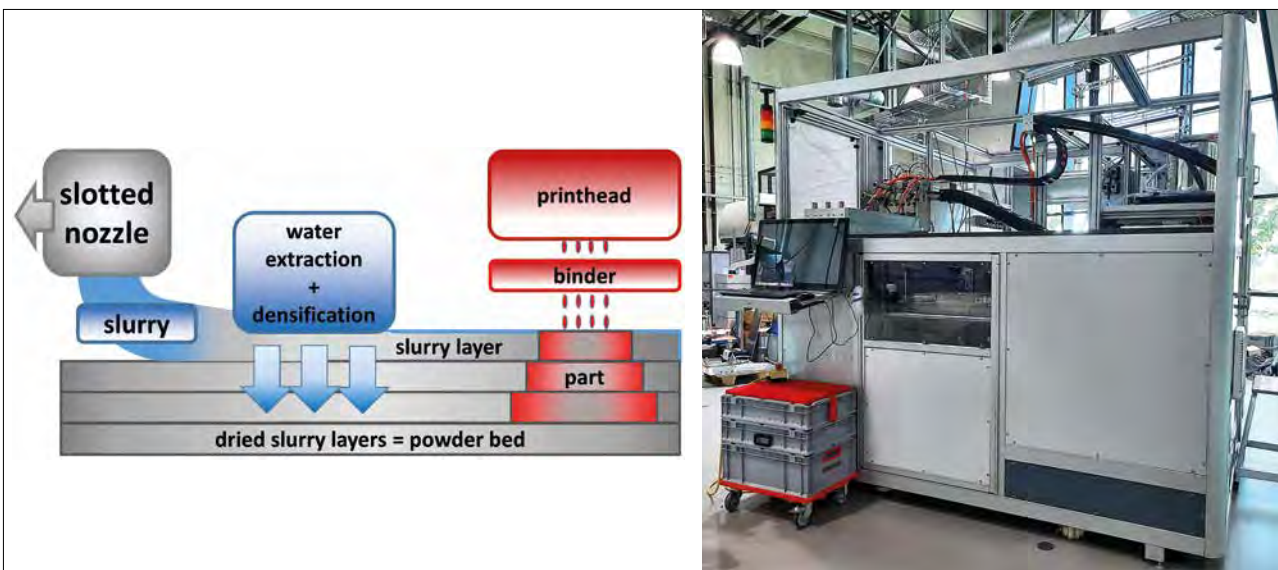 slotted
nozzle
water
extraction
+
densification
printhead
binder
slurry
slurry layer
part
dried slurry layers = powder bed